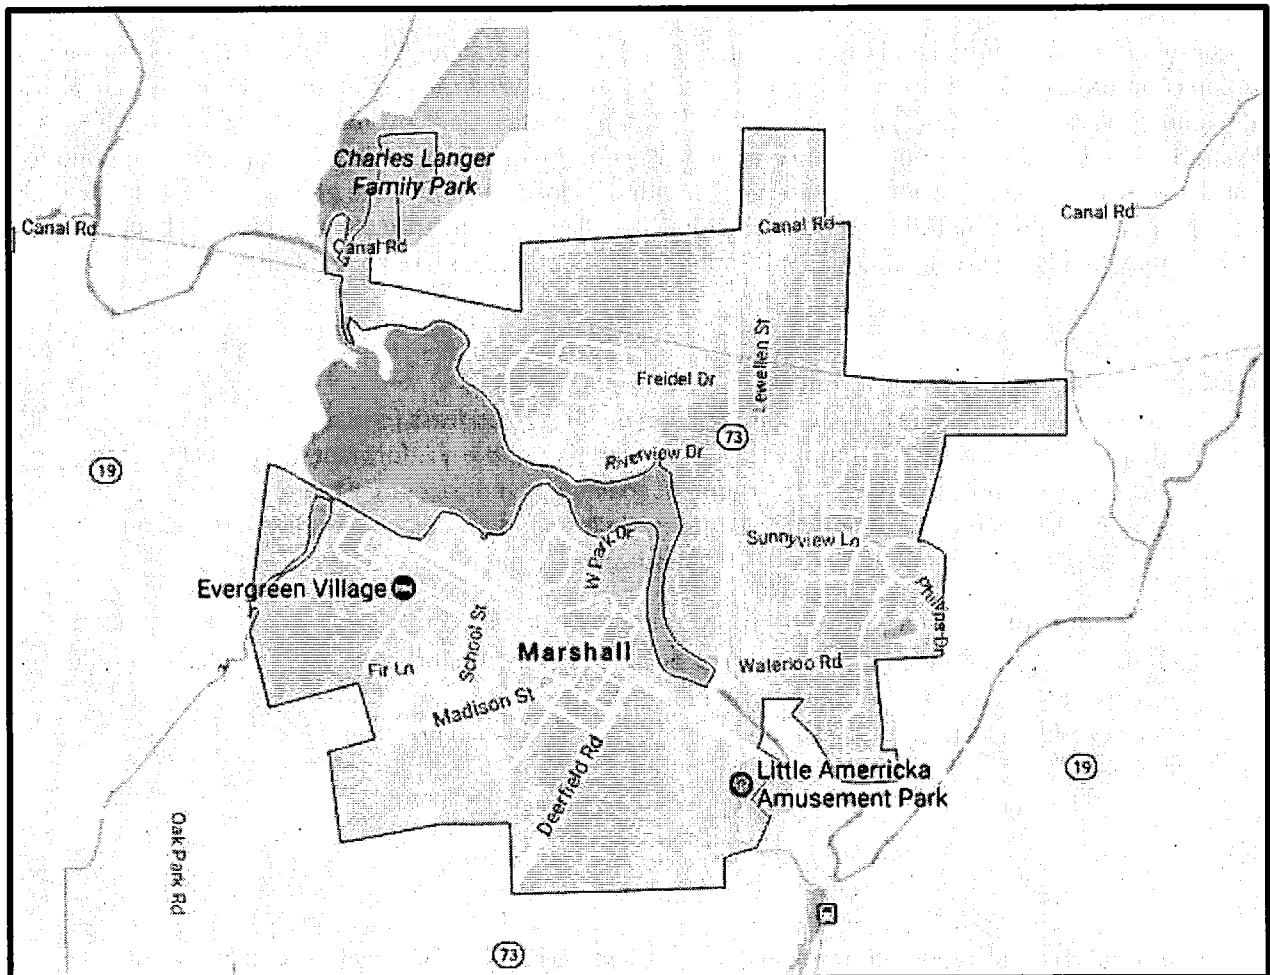 Charles Langer
Family Park
Canal Rd
Canal Rd
Canal Rd
Canal Rd
Lewellen St
Freidel Dr
73
Riverview Dr
19
Sunnyview Ln
W Park Dr
Evergreen Village
Phillips Dr
School St
Marshall
Waterloo Rd
Fir Ln
Madison St
Deerfield Rd
Little Amerricka
Amusement Park
19
Oak Park Rd
73